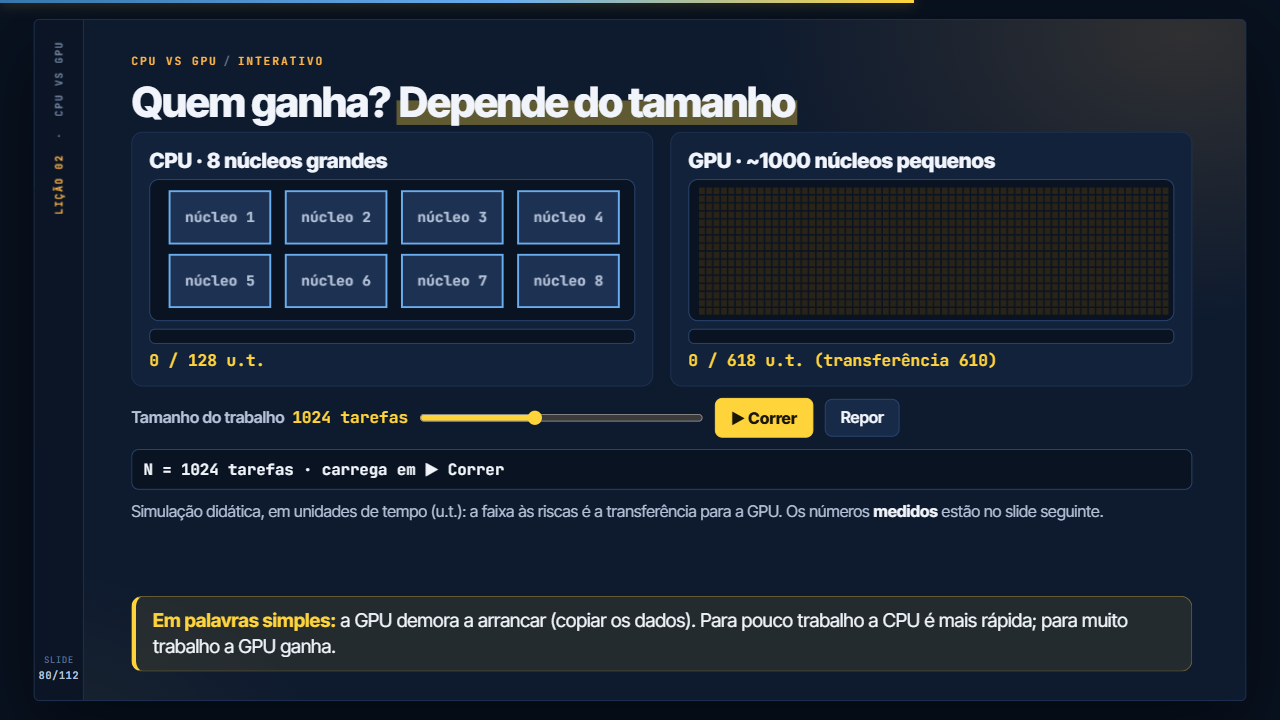 LIÇÃO 02 · CPU VS GPU
CPU VS GPU / INTERATIVO
Quem ganha? Depende do tamanho
CPU · 8 núcleos grandes
núcleo 1 núcleo 2 núcleo 3 núcleo 4
núcleo 5 núcleo 6 núcleo 7 núcleo 8
0 / 128 u.t.
GPU · ~1000 núcleos pequenos
0 / 618 u.t. (transferência 610)
Tamanho do trabalho 1024 tarefas ▶ Correr Repor
N = 1024 tarefas · carrega em ▶ Correr
Simulação didática, em unidades de tempo (u.t.): a faixa às riscas é a transferência para a GPU. Os números medidos estão no slide seguinte.
Em palavras simples: a GPU demora a arrancar (copiar os dados). Para pouco trabalho a CPU é mais rápida; para muito
trabalho a GPU ganha.
SLIDE
80/112